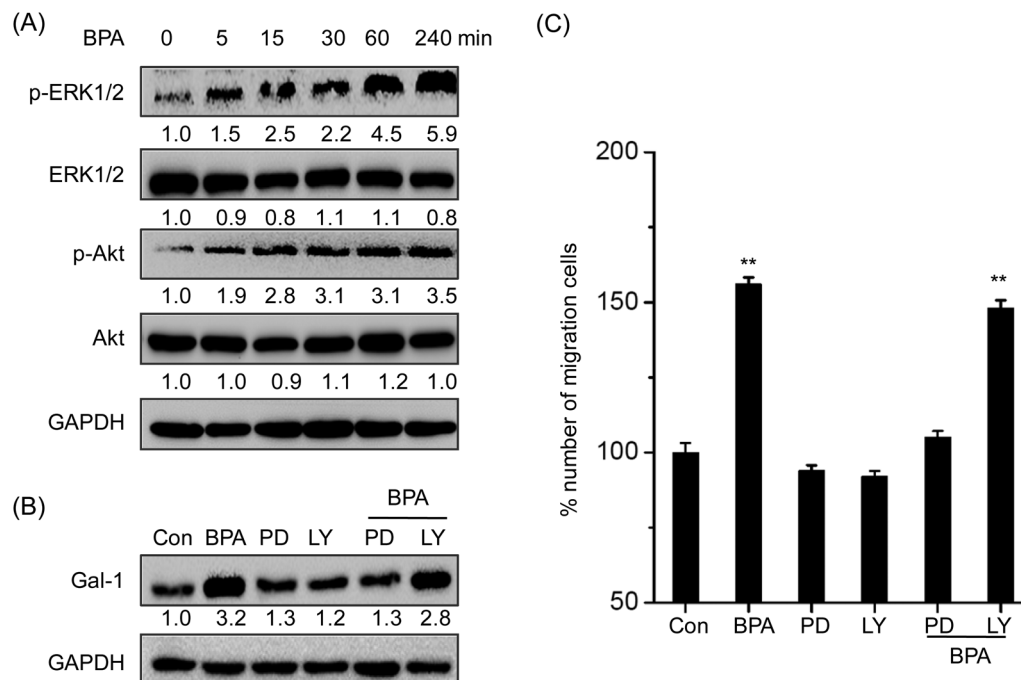 (A)
BPA 0 5 15 30 60 240 min
p-ERK1/2
1.0 1.5 2.5 2.2 4.5 5.9
ERK1/2
1.0 0.9 0.8 1.1 1.1 0.8
p-Akt
1.0 1.9 2.8 3.1 3.1 3.5
Akt
1.0 1.0 0.9 1.1 1.2 1.0
GAPDH
(B)
BPA
Con BPA PD LY PD LY
Gal-1
1.0 3.2 1.3 1.2 1.3 2.8
GAPDH
(C)
% number of migration cells
200
150
100
50
**
**
Con BPA PD LY PD LY
BPA